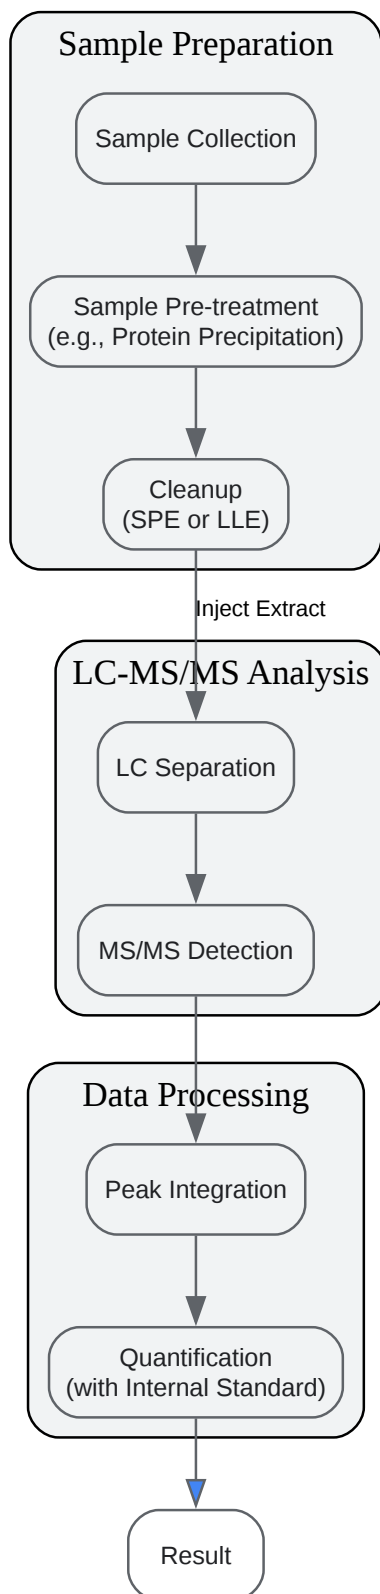 Sample Preparation
Sample Collection
Sample Pre-treatment
(e.g., Protein Precipitation)
Cleanup
(SPE or LLE)
Inject Extract
LC-MS/MS Analysis
LC Separation
MS/MS Detection
Data Processing
Peak Integration
Quantification
(with Internal Standard)
Result